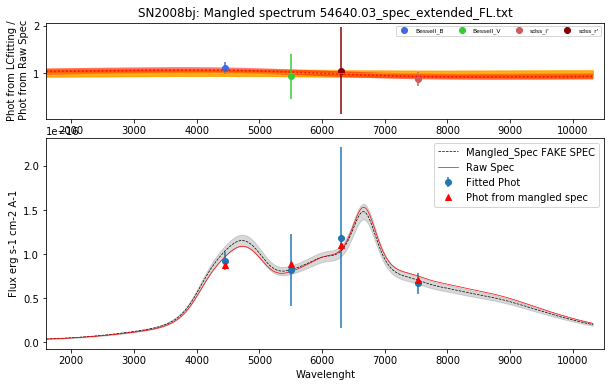 SN2008bj: Mangled spectrum 54640.03_spec_extended_FL.txt
Phot from LCfitting /
Phot from Raw Spec
2
1
Bessell_B
Bessell_V
sdss_i'
sdss_r'
2000 3000 4000 5000 6000 7000 8000 9000 10000
1e−16
Flux erg s-1 cm-2 A-1
2.0
1.5
1.0
0.5
0.0
Mangled_Spec FAKE SPEC
Raw Spec
Fitted Phot
Phot from mangled spec
2000 3000 4000 5000 6000 7000 8000 9000 10000
Wavelenght